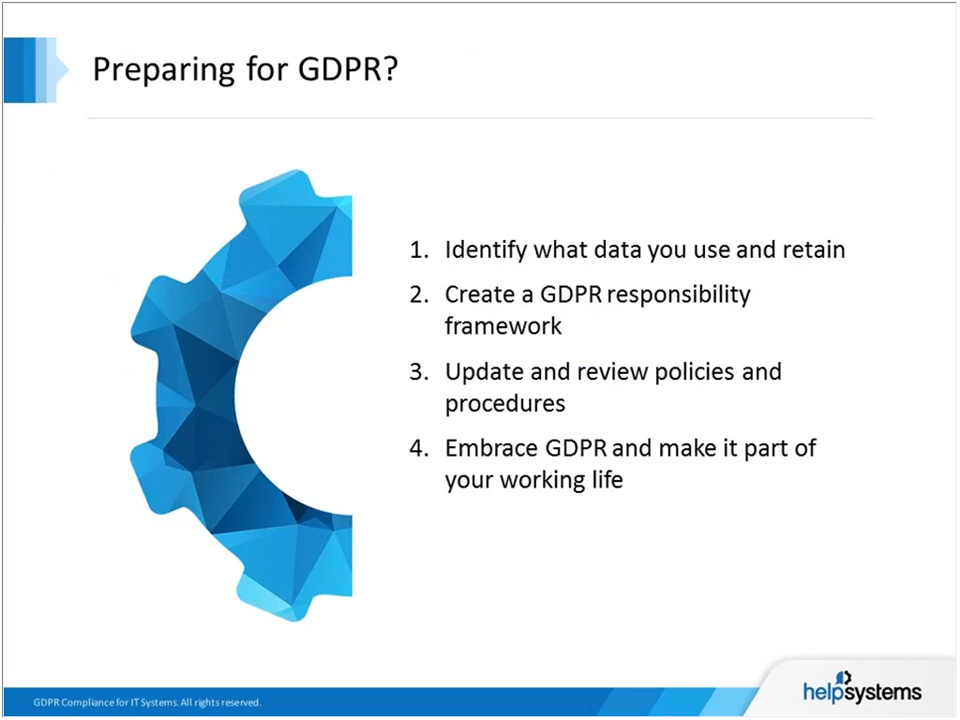 Preparing for GDPR?
1. Identify what data you use and retain
2. Create a GDPR responsibility
framework
3. Update and review policies and
procedures
4. Embrace GDPR and make it part of
your working life
GDPR Compliance for IT Systems. All rights reserved.
helpsystems